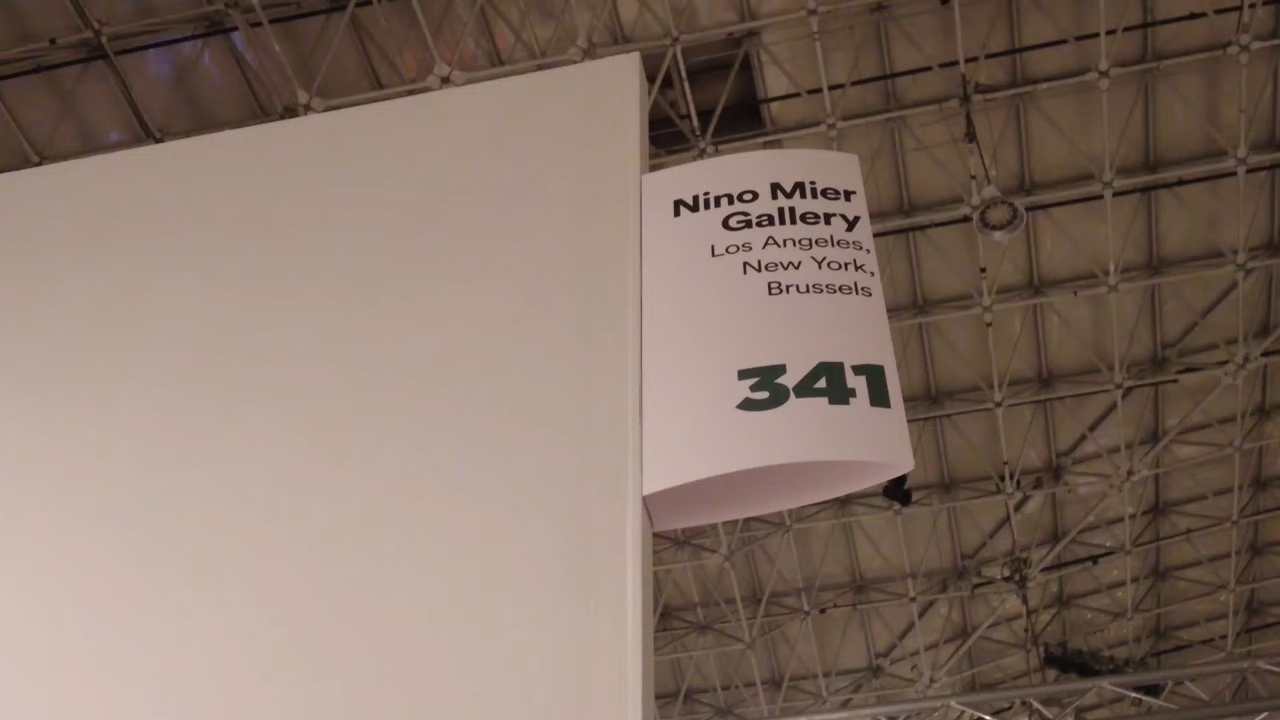 Nino Mier
Gallery
Los Angeles,
New York,
Brussels
341